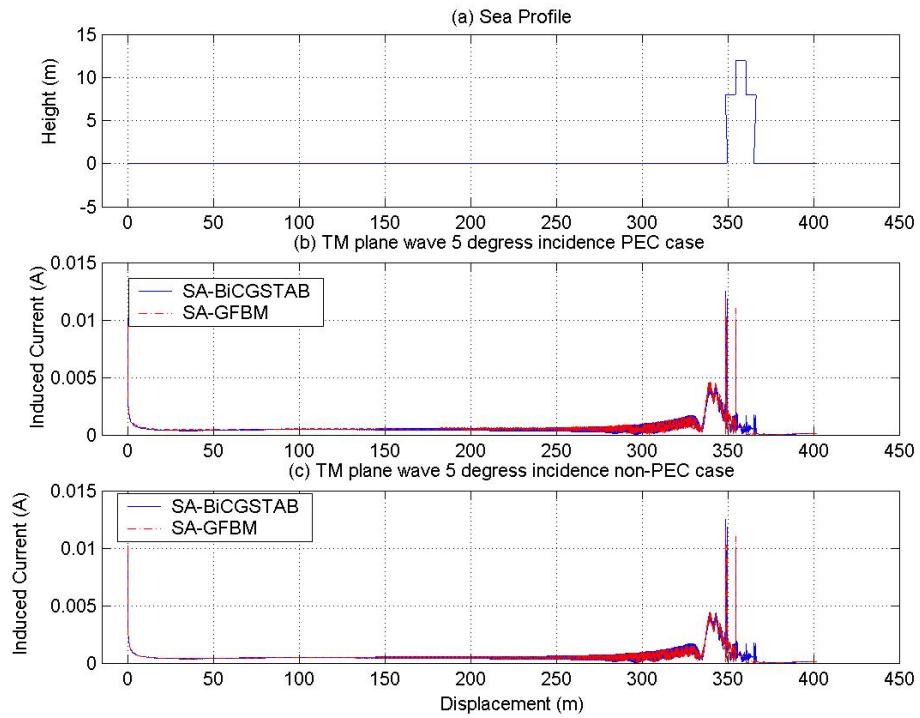 (a) Sea Profile
Height (m)
15
10
5
0
-5
0 50 100 150 200 250 300 350 400 450
(b) TM plane wave 5 degress incidence PEC case
Induced Current (A)
0.015
0.01
0.005
0
SA-BiCGSTAB
SA-GFBM
0 50 100 150 200 250 300 350 400 450
(c) TM plane wave 5 degress incidence non-PEC case
Induced Current (A)
0.015
0.01
0.005
0
SA-BiCGSTAB
SA-GFBM
0 50 100 150 200 250 300 350 400 450
Displacement (m)